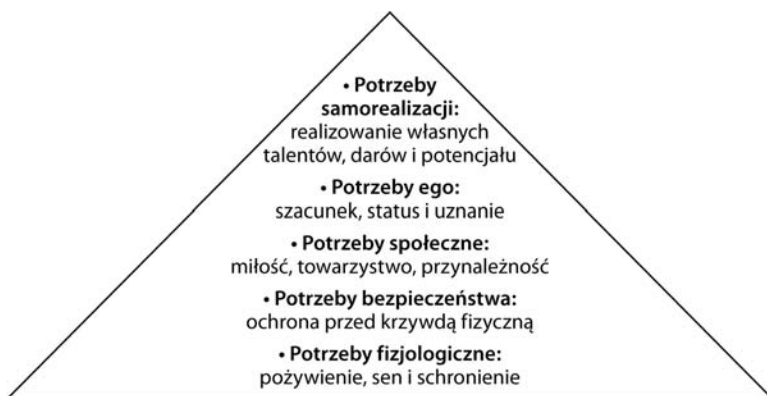 • Potrzeby
samorealizacji:
realizowanie własnych
talentów, darów i potencjału
• Potrzeby ego:
szacunek, status i uznanie
• Potrzeby społeczne:
miłość, towarzystwo, przynależność
• Potrzeby bezpieczeństwa:
ochrona przed krzywdą fizyczną
• Potrzeby fizjologiczne:
pożywienie, sen i schronienie